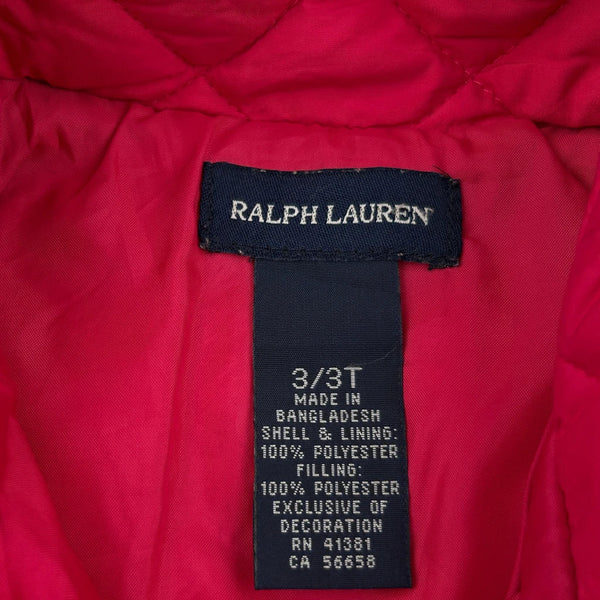 RALPH LAUREN
3/3T
MADE IN
BANGLADESH
SHELL & LINING:
100% POLYESTER
FILLING:
100% POLYESTER
EXCLUSIVE OF
DECORATION
RN 41381
CA 56658